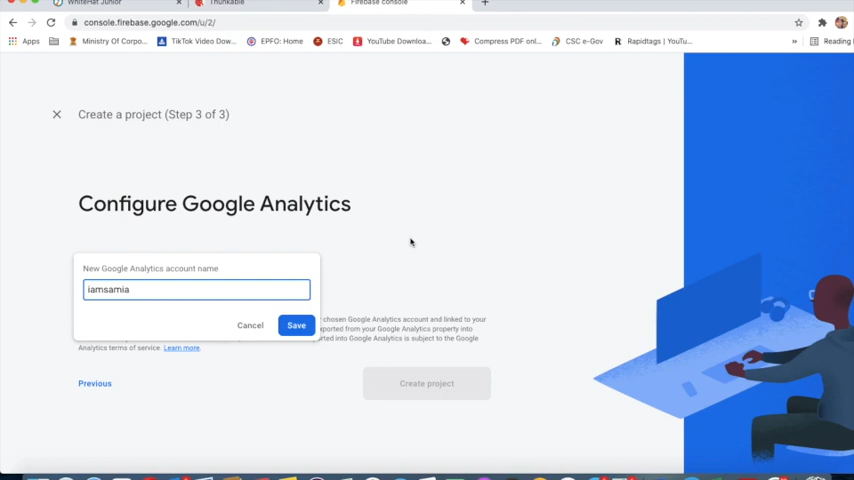 WhiteHat Junior
Thunkable
Firebase console
console.firebase.google.com/u/2/
Apps
Ministry Of Corpo...
TikTok Video Dow...
EPFO: Home
ESIC
YouTube Downloa...
Compress PDF onl...
CSC e-Gov
Rapidtags | YouTu...
»
Reading
Create a project (Step 3 of 3)
Configure Google Analytics
New Google Analytics account name
iamsamia
Cancel
Save
chosen Google Analytics account and linked to your
xported from your Google Analytics property into
orted into Google Analytics is subject to the Google
Analytics terms of service. Learn more.
Previous
Create project